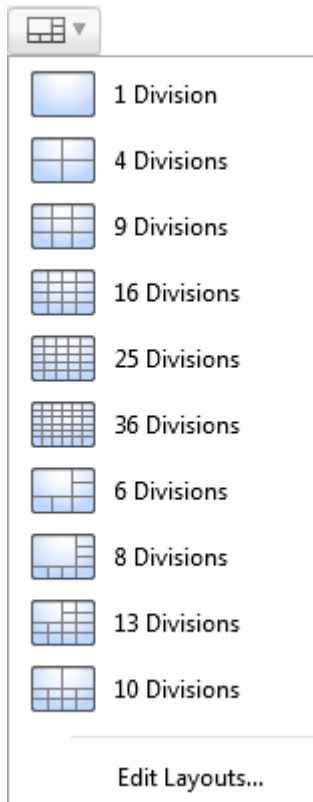 1 Division
4 Divisions
9 Divisions
16 Divisions
25 Divisions
36 Divisions
6 Divisions
8 Divisions
13 Divisions
10 Divisions
Edit Layouts...